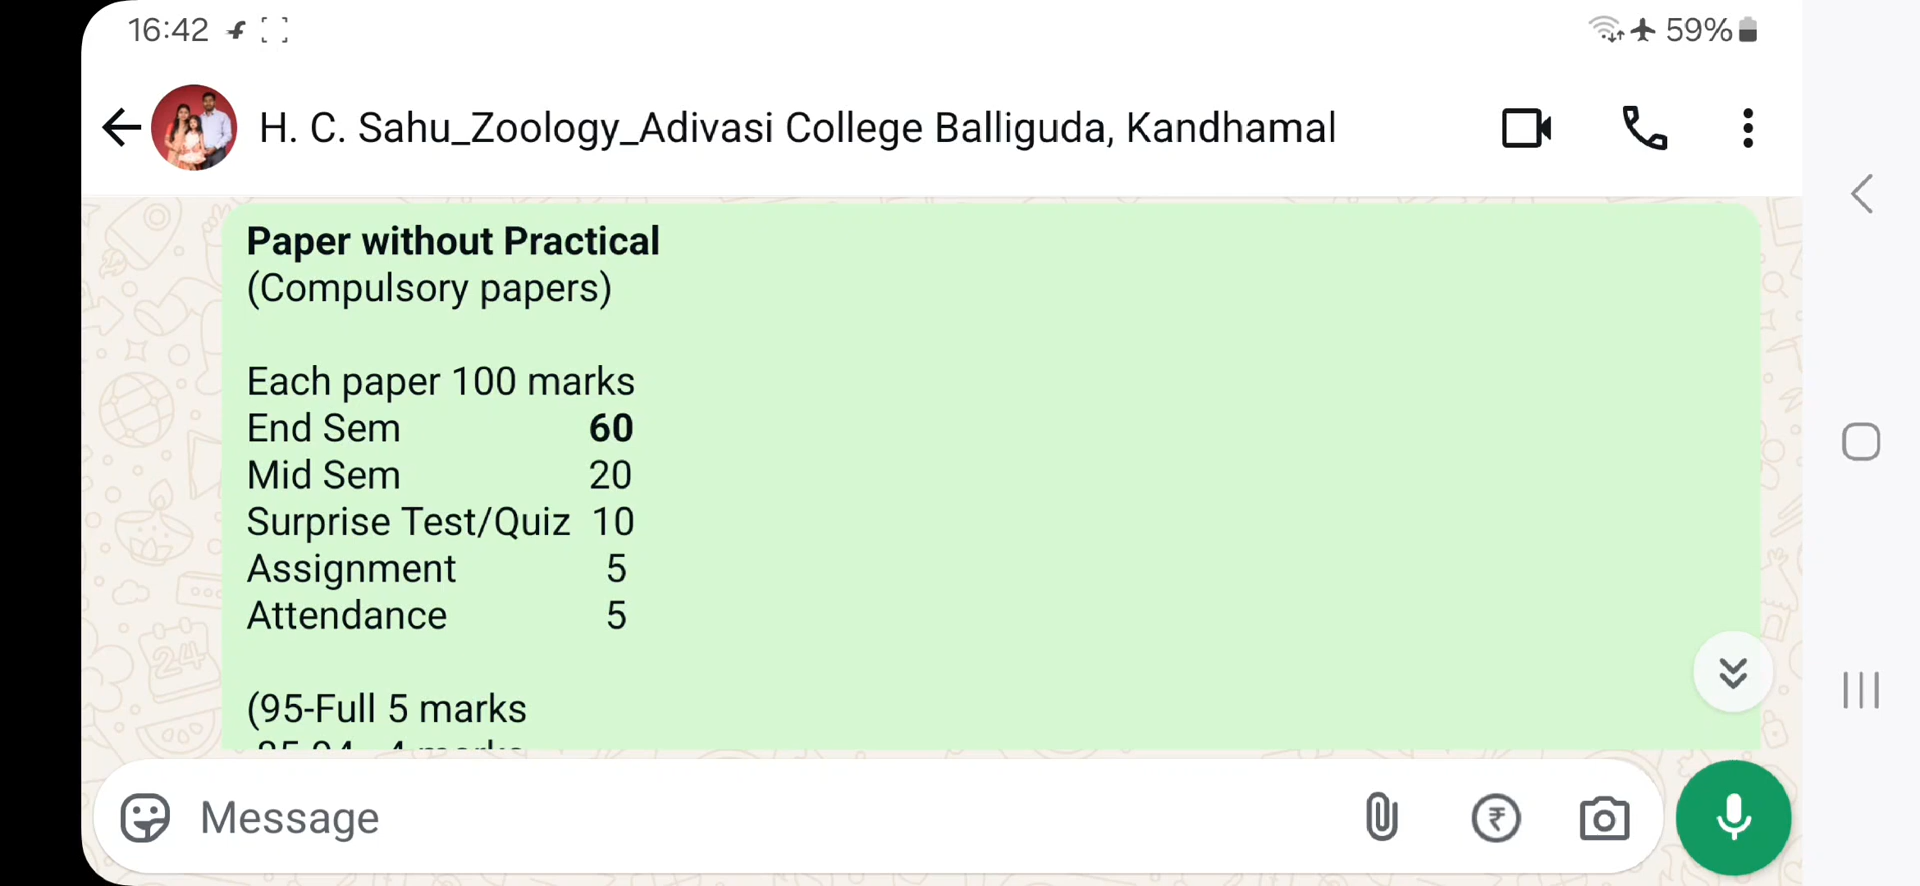 16:42
59%
H. C. Sahu_Zoology_Adivasi College Balliguda, Kandhamal
Paper without Practical
(Compulsory papers)
Each paper 100 marks
End Sem 60
Mid Sem 20
Surprise Test/Quiz 10
Assignment 5
Attendance 5
(95-Full 5 marks
Message